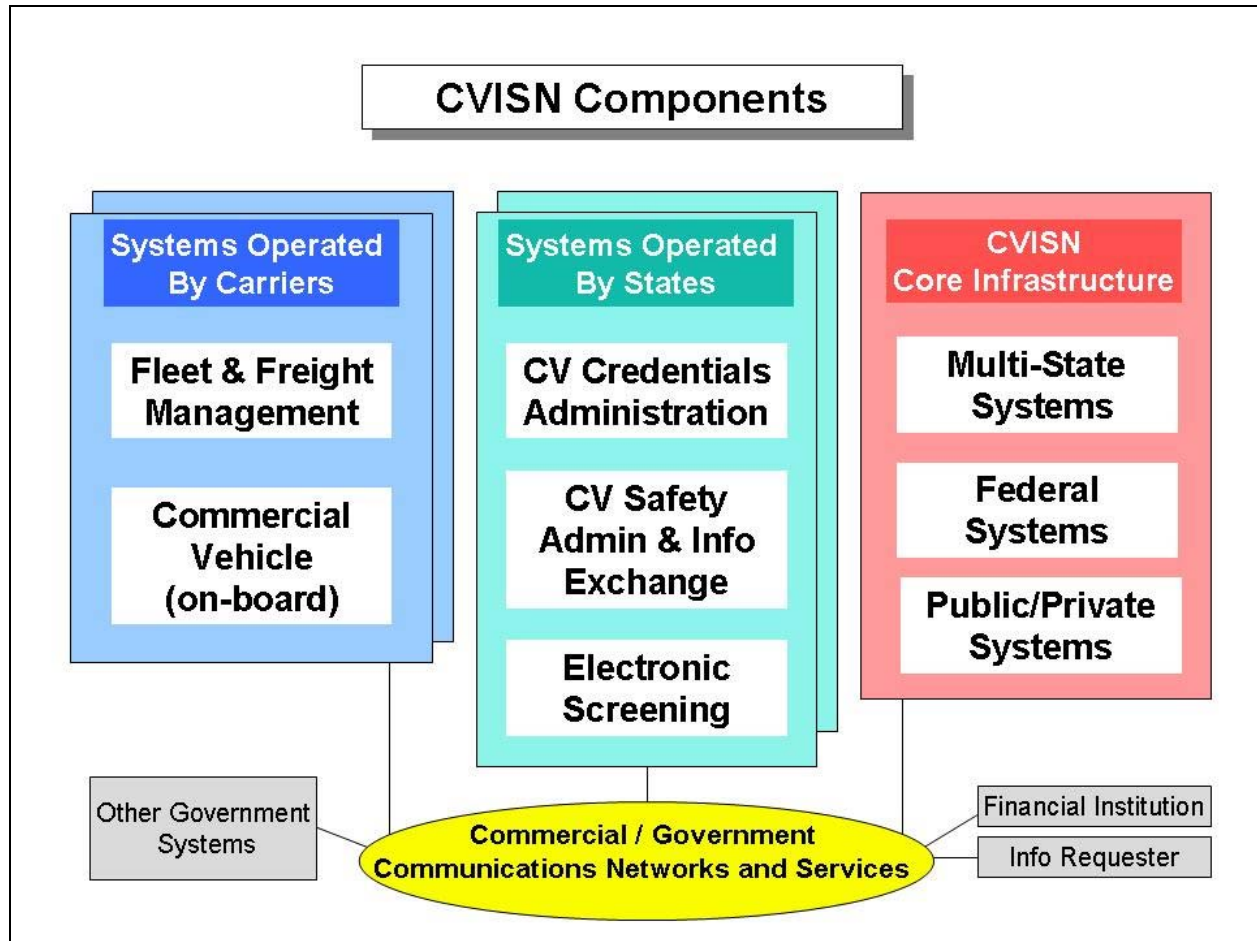 CVISN Components
Systems Operated
By Carriers
Fleet & Freight
Management
Commercial
Vehicle
(on-board)
Systems Operated
By States
CV Credentials
Administration
CV Safety
Admin & Info
Exchange
Electronic
Screening
CVISN
Core Infrastructure
Multi-State
Systems
Federal
Systems
Public/Private
Systems
Other Government
Systems
Commercial / Government
Communications Networks and Services
Financial Institution
Info Requester